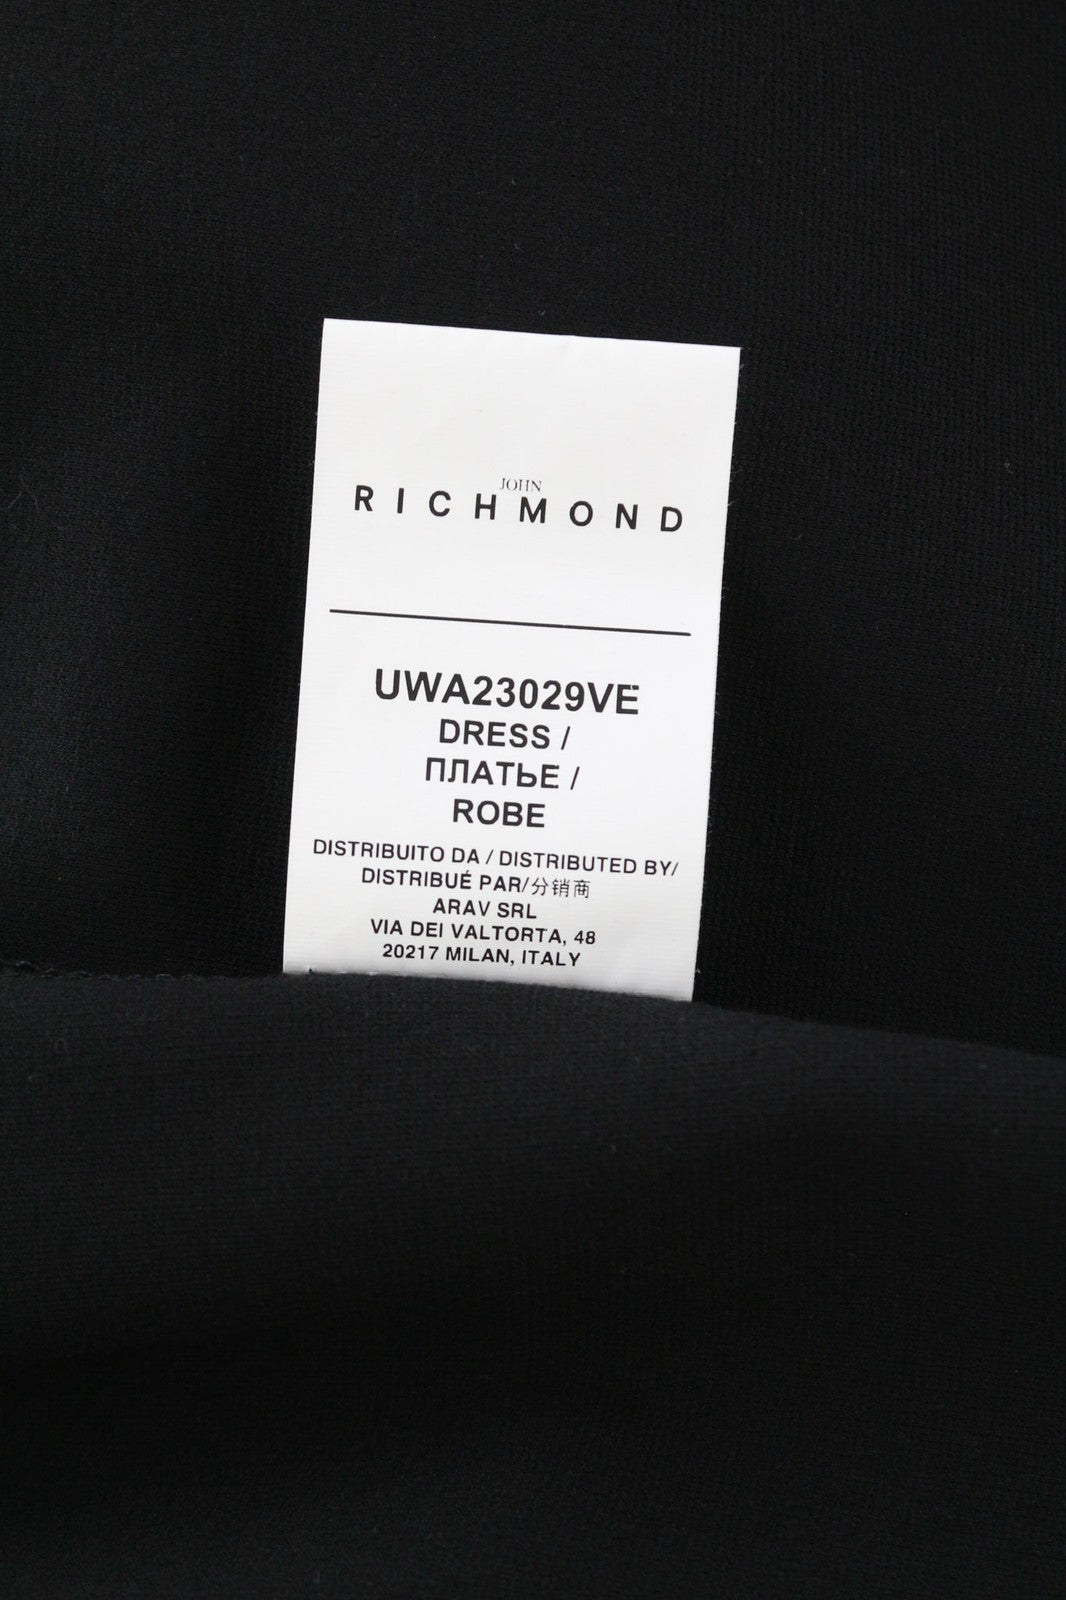 JOHN
RICHMOND
UWA23029VE
DRESS /
ПЛАТЬЕ /
ROBE
DISTRIBUITO DA / DISTRIBUTED BY/
DISTRIBUÉ PAR/分销商
ARAV SRL
VIA DEI VALTORTA, 48
20217 MILAN, ITALY